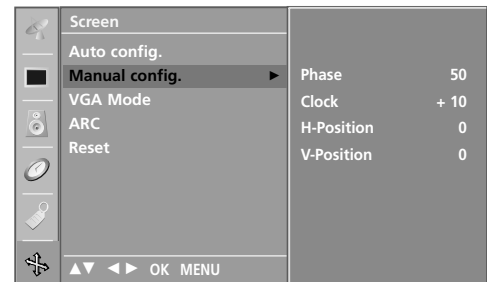 Screen
Auto config.
Manual config. ►
VGA Mode
ARC
Reset
Phase 50
Clock + 10
H-Position 0
V-Position 0
▲▼ ◄► OK MENU